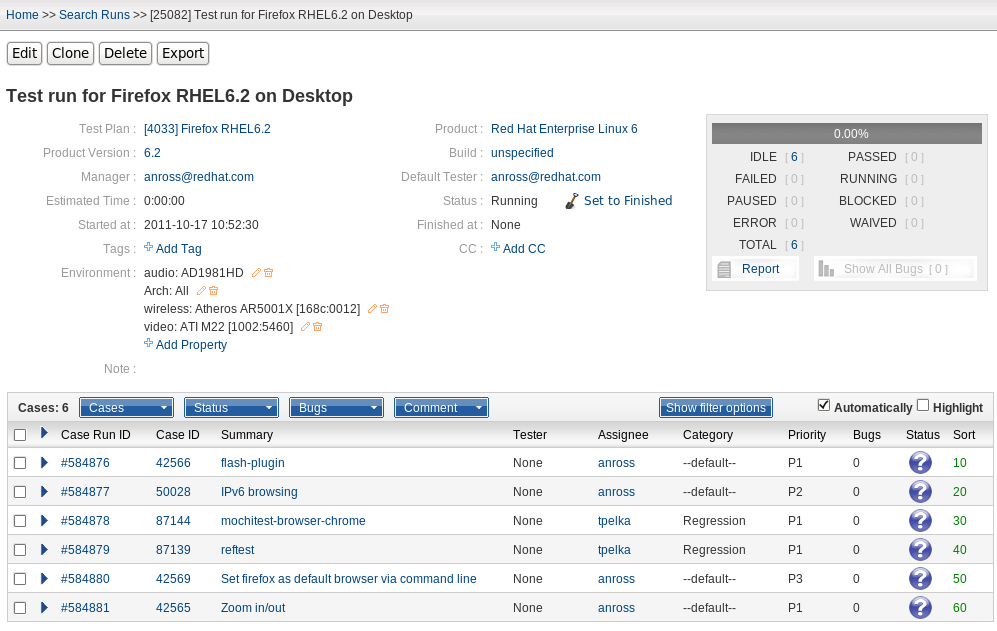 Home >> Search Runs >> [25082] Test run for Firefox RHEL6.2 on Desktop
Edit Clone Delete Export
Test run for Firefox RHEL6.2 on Desktop
Test Plan : [4033] Firefox RHEL6.2 Product : Red Hat Enterprise Linux 6
Product Version : 6.2 Build : unspecified
Manager : anross@redhat.com Default Tester : anross@redhat.com
Estimated Time : 0:00:00 Status : Running Set to Finished
Started at : 2011-10-17 10:52:30 Finished at : None
Tags : Add Tag CC : Add CC
Environment : audio: AD1981HD
Arch: All
wireless: Atheros AR5001X [168c:0012]
video: ATI M22 [1002:5460]
Add Property
Note :
0.00%
IDLE [ 6 ] PASSED [ 0 ]
FAILED [ 0 ] RUNNING [ 0 ]
PAUSED [ 0 ] BLOCKED [ 0 ]
ERROR [ 0 ] WAIVED [ 0 ]
TOTAL [ 6 ]
Report Show All Bugs [ 0 ]
Cases: 6 Cases Status Bugs Comment Show filter options Automatically Highlight
Case Run ID Case ID Summary Tester Assignee Category Priority Bugs Status Sort
#584876 42566 flash-plugin None anross --default-- P1 0 ? 10
#584877 50028 IPv6 browsing None anross --default-- P2 0 ? 20
#584878 87144 mochitest-browser-chrome None tpelka Regression P1 0 ? 30
#584879 87139 reftest None tpelka Regression P1 0 ? 40
#584880 42569 Set firefox as default browser via command line None anross --default-- P3 0 ? 50
#584881 42565 Zoom in/out None anross --default-- P1 0 ? 60